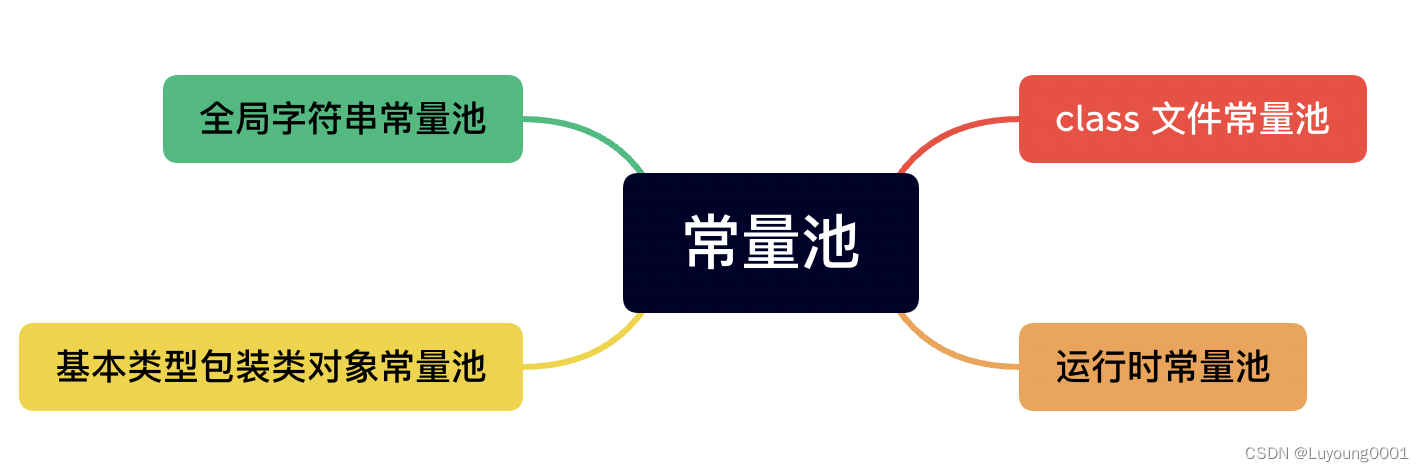 全局字符串常量池
class 文件常量池
常量池
基本类型包装类对象常量池
运行时常量池
CSDN @Luyoung0001